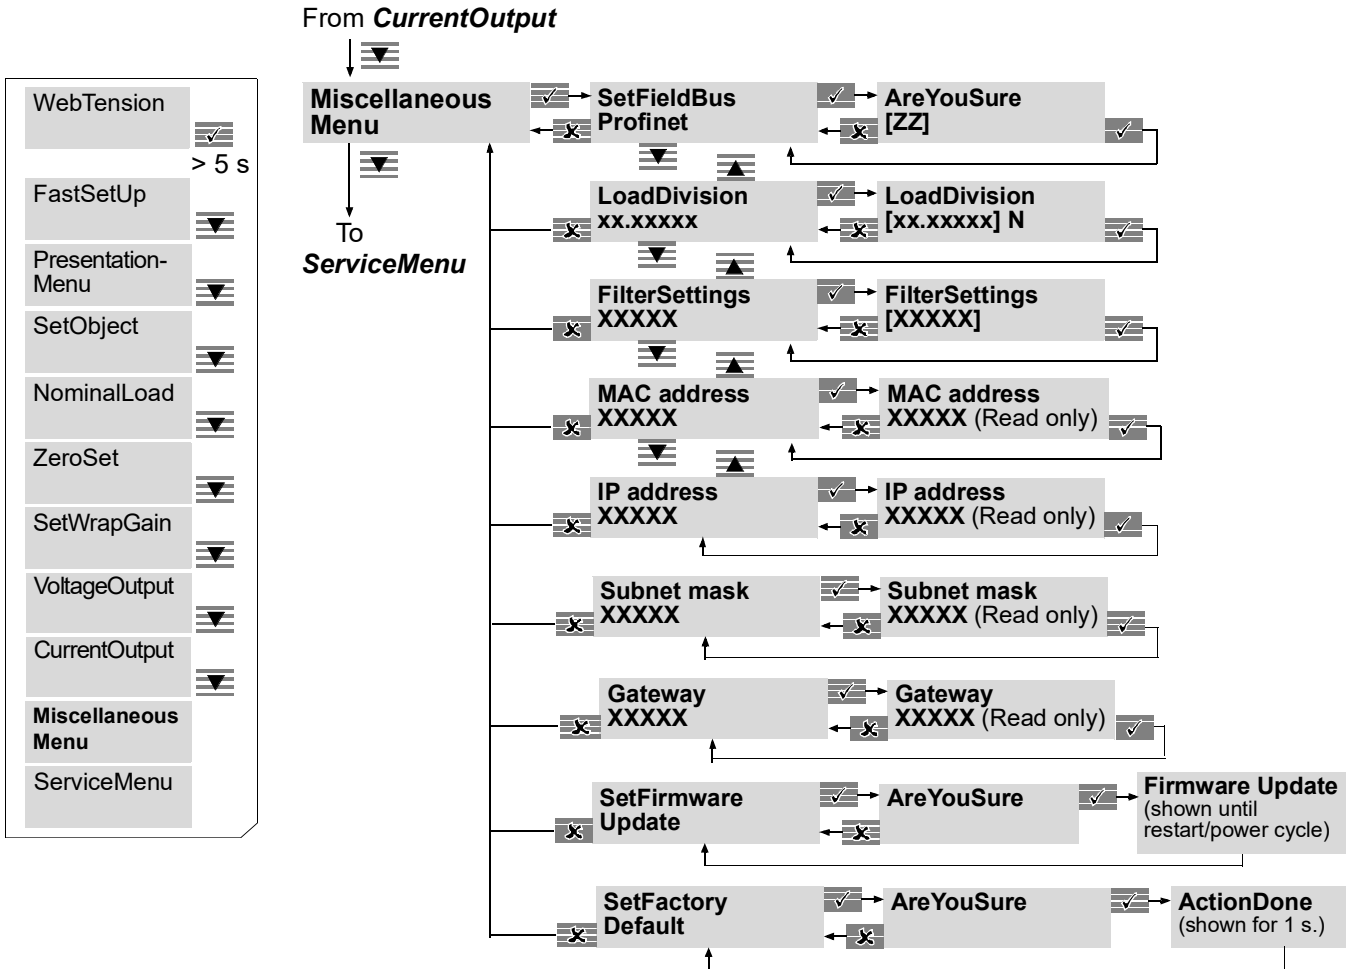 From CurrentOutput
WebTension
> 5 s
FastSetUp
Presentation-
Menu
SetObject
NominalLoad
ZeroSet
SetWrapGain
VoltageOutput
CurrentOutput
Miscellaneous
Menu
ServiceMenu
Miscellaneous
Menu
To
ServiceMenu
SetFieldBus
Profinet
AreYouSure
[ZZ]
LoadDivision
xx.xxxxx
LoadDivision
[xx.xxxxx] N
FilterSettings
XXXXX
FilterSettings
[XXXXX]
MAC address
XXXXX
MAC address
XXXXX (Read only)
IP address
XXXXX
IP address
XXXXX (Read only)
Subnet mask
XXXXX
Subnet mask
XXXXX (Read only)
Gateway
XXXXX
Gateway
XXXXX (Read only)
SetFirmware
Update
AreYouSure
Firmware Update
(shown until
restart/power cycle)
SetFactory
Default
AreYouSure
ActionDone
(shown for 1 s.)